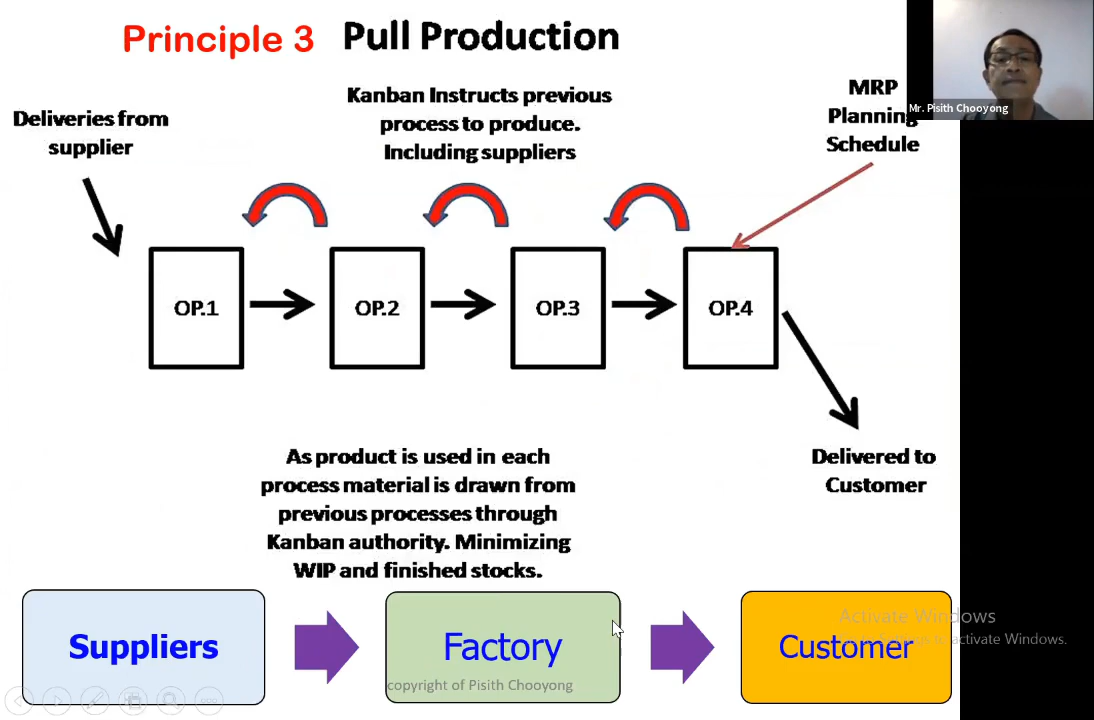 Principle 3 Pull Production
Mr. Pisith Chooyong
Deliveries from
supplier
Kanban Instructs previous
process to produce.
Including suppliers
MRP
Planning
Schedule
OP.1
OP.2
OP.3
OP.4
As product is used in each
process material is drawn from
previous processes through
Kanban authority. Minimizing
WIP and finished stocks.
Delivered to
Customer
Suppliers
Factory
Customer
copyright of Pisith Chooyong
Activate Windows
activate Windows.